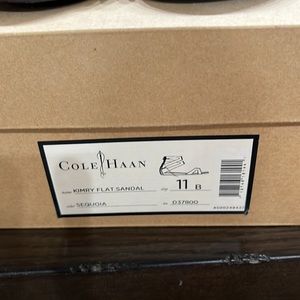 COLE HAAN
KIMRY FLAT SANDAL 11 B
SEQUOIA D37800